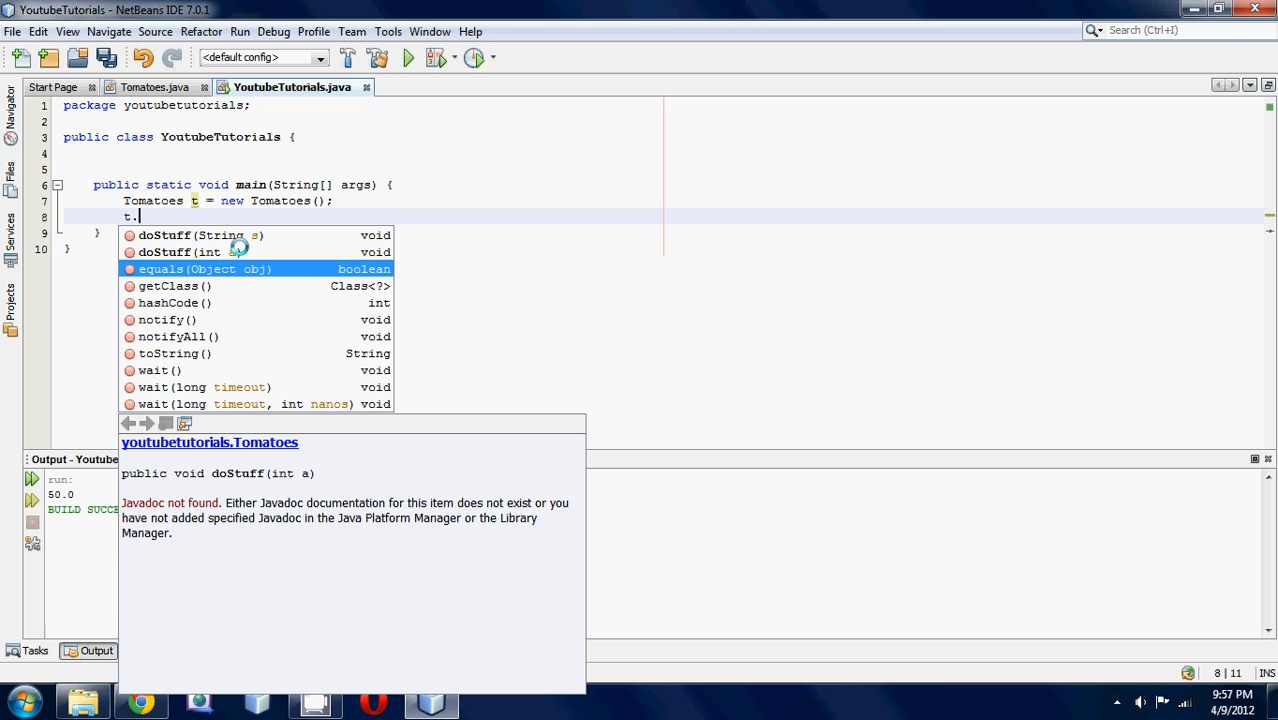 YoutubeTutorials - NetBeans IDE 7.0.1
File Edit View Navigate Source Refactor Run Debug Profile Team Tools Window Help
Search (Ctrl+I)
<default config>
Start Page Tomatoes.java YoutubeTutorials.java
Navigator
Files
Services
Projects
1 package youtubetutorials;
2
3 public class YoutubeTutorials {
4
5
6 public static void main(String[] args) {
7 Tomatoes t = new Tomatoes();
8 t.
9 }
10 }
doStuff(String s) void
doStuff(int void
equals(Object obj) boolean
getClass() Class<?>
hashCode() int
notify() void
notifyAll() void
toString() String
wait() void
wait(long timeout) void
wait(long timeout, int nanos) void
youtubetutorials.Tomatoes
public void doStuff(int a)
Javadoc not found. Either Javadoc documentation for this item does not exist or you
have not added specified Javadoc in the Java Platform Manager or the Library
Manager.
Output - Youtube
run:
50.0
BUILD SUCCE
Tasks Output
8 | 11 INS
9:57 PM
4/9/2012